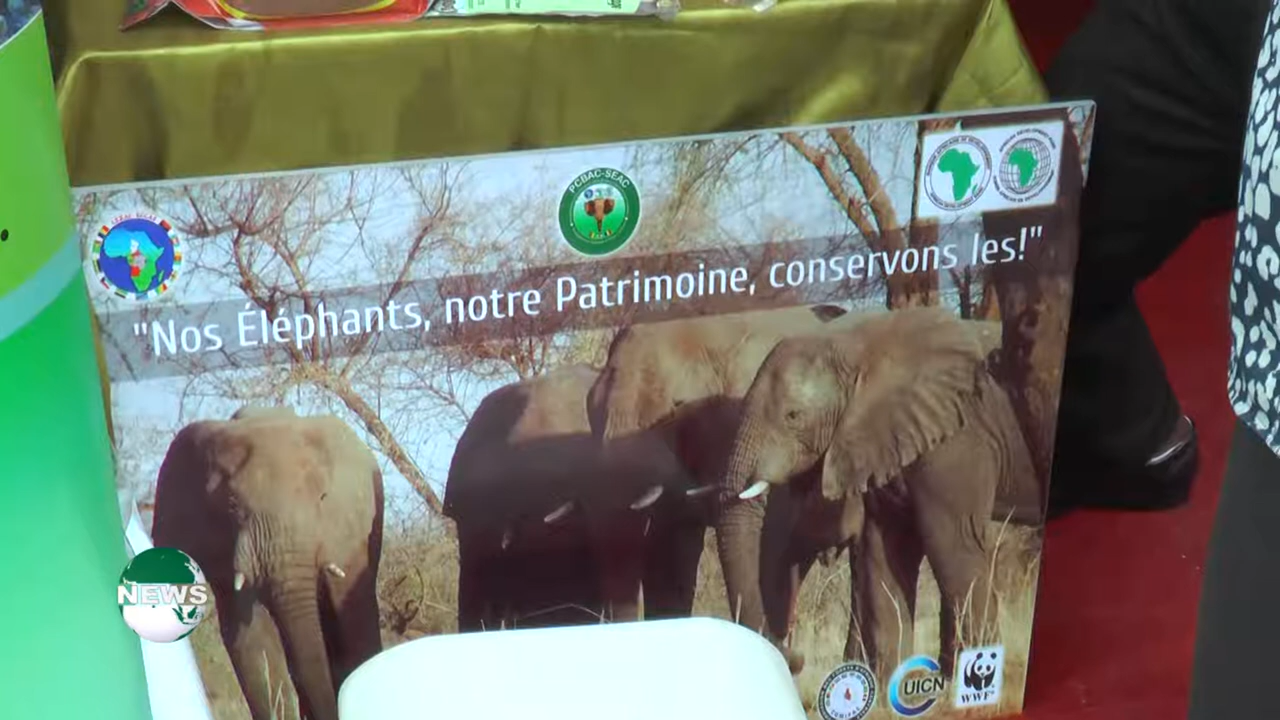 PCBAC-SEAC
"Nos Éléphants, notre Patrimoine, conservons les!"
NEWS
UICN
WWF